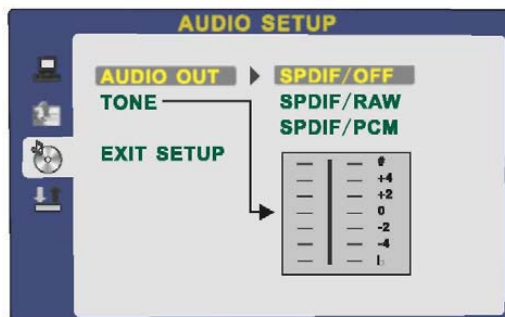 AUDIO SETUP
AUDIO OUT SPDIF/OFF
TONE SPDIF/RAW
SPDIF/PCM
EXIT SETUP
#
+4
+2
0
-2
-4
b